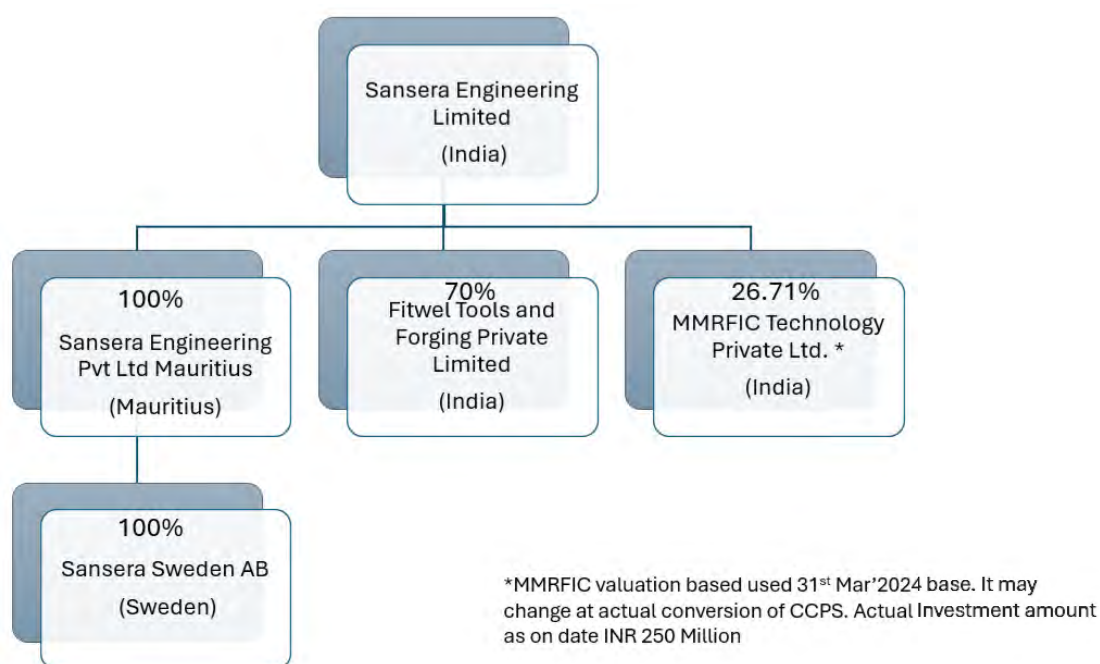 Sansera Engineering
Limited
(India)
100%
Sansera Engineering
Pvt Ltd Mauritius
(Mauritius)
70%
Fitwel Tools and
Forging Private
Limited
(India)
26.71%
MMRFIC Technology
Private Ltd. *
(India)
100%
Sansera Sweden AB
(Sweden)
*MMRFIC valuation based used 31st Mar'2024 base. It may
change at actual conversion of CCPS. Actual Investment amount
as on date INR 250 Million